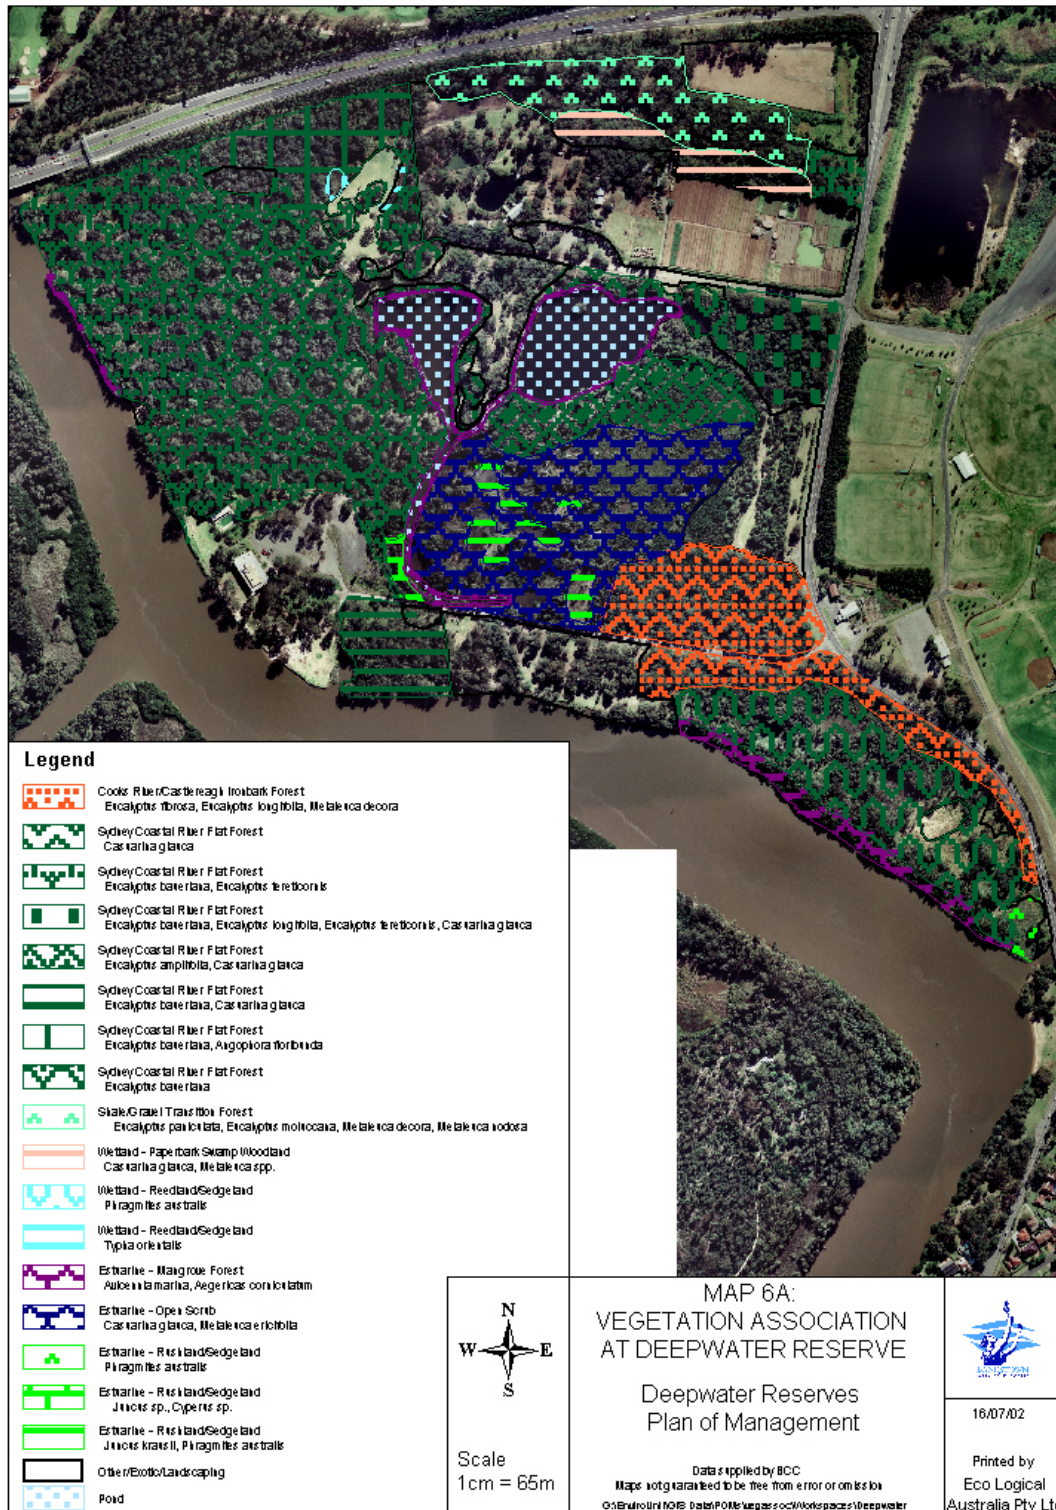 Legend
Cooks River/Castlereagh Ironbark Forest
Eucalyptus fibrosa, Eucalyptus longifolia, Melaleuca decora
Sydney Coastal River Flat Forest
Casuarina glauca
Sydney Coastal River Flat Forest
Eucalyptus baueriana, Eucalyptus tereticornis
Sydney Coastal River Flat Forest
Eucalyptus baueriana, Eucalyptus longifolia, Eucalyptus tereticornis, Casuarina glauca
Sydney Coastal River Flat Forest
Eucalyptus amplifolia, Casuarina glauca
Sydney Coastal River Flat Forest
Eucalyptus baueriana, Casuarina glauca
Sydney Coastal River Flat Forest
Eucalyptus baueriana, Angophora floribunda
Sydney Coastal River Flat Forest
Eucalyptus baueriana
Shale/Gravel Transition Forest
Eucalyptus paniculata, Eucalyptus moluccana, Melaleuca decora, Melaleuca nodosa
Wetland - Paperbark Swamp Woodland
Casuarina glauca, Melaleuca spp.
Wetland - Reedland/Sedgeland
Phragmites australis
Wetland - Reedland/Sedgeland
Typha orientalis
Estuarine - Mangrove Forest
Avicennia marina, Aegericas corniculatum
Estuarine - Open Scrub
Casuarina glauca, Melaleuca ericifolia
Estuarine - Rushland/Sedgeland
Phragmites australis
Estuarine - Rushland/Sedgeland
Juncus sp., Cyperus sp.
Estuarine - Rushland/Sedgeland
Juncus krausii, Phragmites australis
Other/Exotic/Landscaping
Pond
N
W E
S
Scale
1cm = 65m
MAP 6A:
VEGETATION ASSOCIATION
AT DEEPWATER RESERVE
Deepwater Reserves
Plan of Management
Data supplied by BCC
Maps not guaranteed to be free from error or omission
BANKSTOWN
16/07/02
Printed by
Eco Logical
Australia Pty Lt